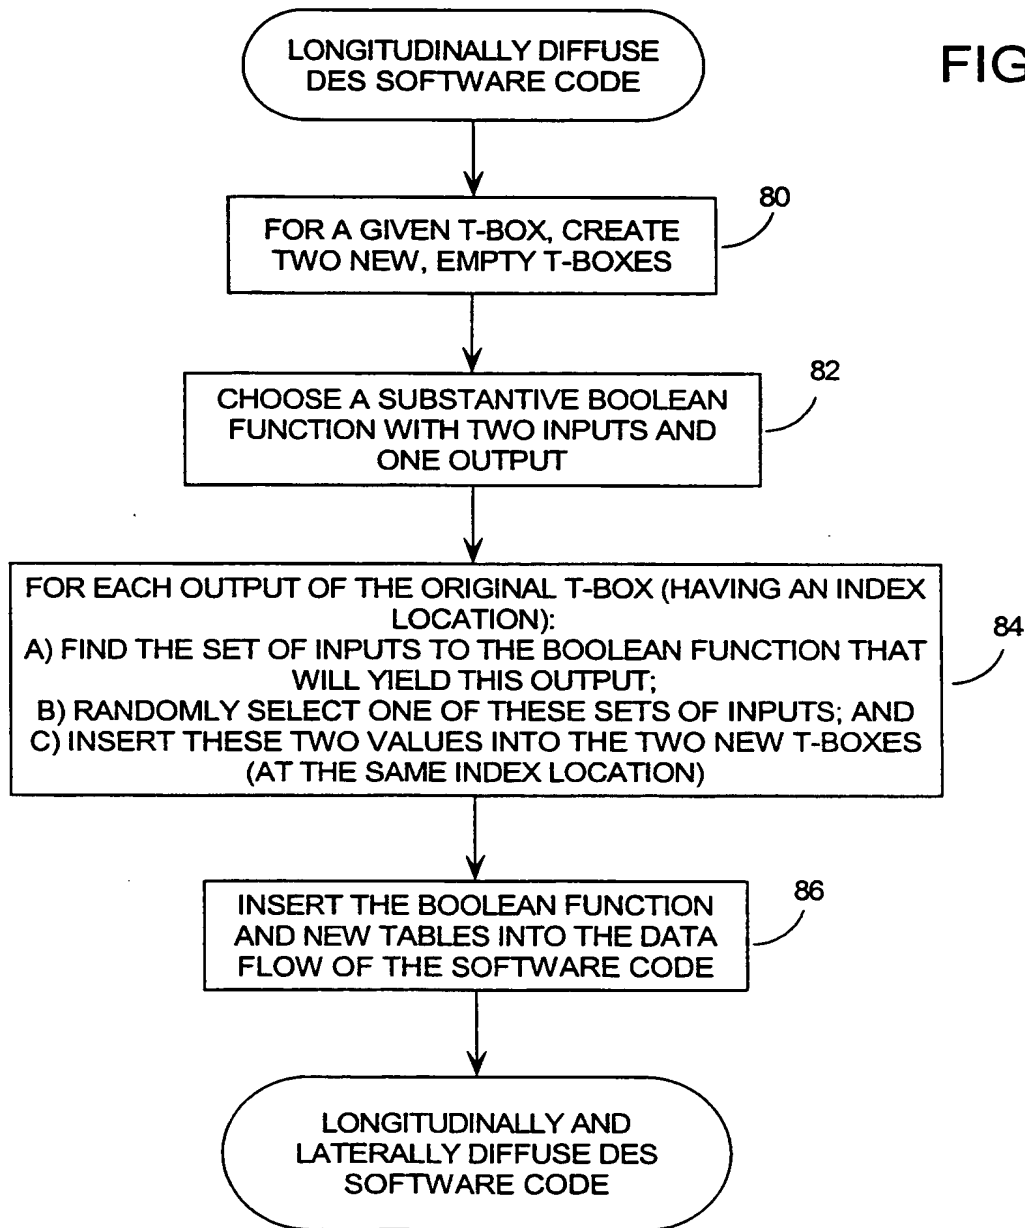 LONGITUDINALLY DIFFUSE
DES SOFTWARE CODE
FIG
80
FOR A GIVEN T-BOX, CREATE
TWO NEW, EMPTY T-BOXES
82
CHOOSE A SUBSTANTIVE BOOLEAN
FUNCTION WITH TWO INPUTS AND
ONE OUTPUT
FOR EACH OUTPUT OF THE ORIGINAL T-BOX (HAVING AN INDEX
LOCATION):
A) FIND THE SET OF INPUTS TO THE BOOLEAN FUNCTION THAT
WILL YIELD THIS OUTPUT;
B) RANDOMLY SELECT ONE OF THESE SETS OF INPUTS; AND
C) INSERT THESE TWO VALUES INTO THE TWO NEW T-BOXES
(AT THE SAME INDEX LOCATION)
84
86
INSERT THE BOOLEAN FUNCTION
AND NEW TABLES INTO THE DATA
FLOW OF THE SOFTWARE CODE
LONGITUDINALLY AND
LATERALLY DIFFUSE DES
SOFTWARE CODE